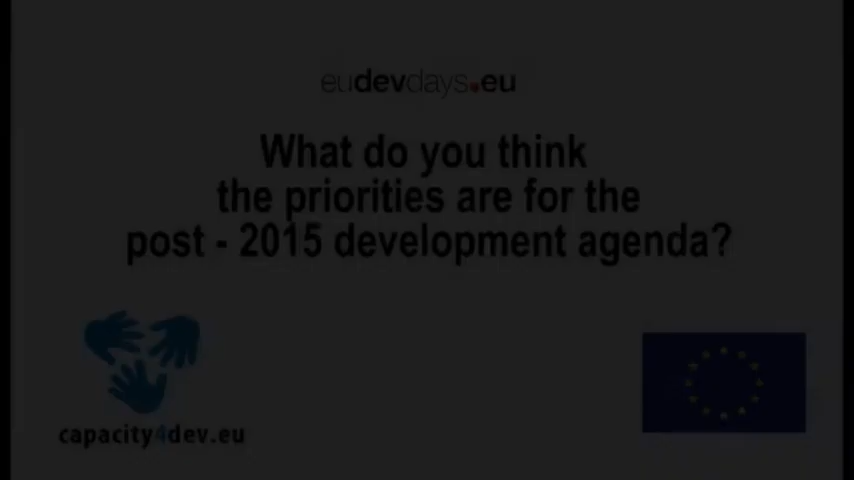 eudevdays.eu
What do you think
the priorities are for the
post - 2015 development agenda?
capacity4dev.eu